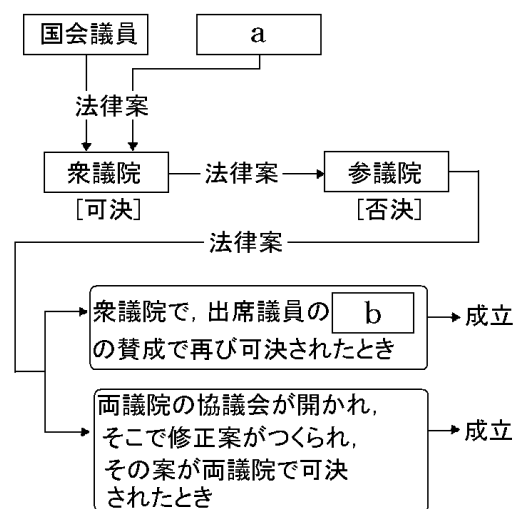 国会議員
a
法律案
衆議院
法律案
参議院
[可決]
[否決]
法律案
衆議院で，出席議員の
b
の賛成で再び可決されたとき
成立
両議院の協議会が開かれ，
そこで修正案がつくられ，
その案が両議院で可決
されたとき
成立